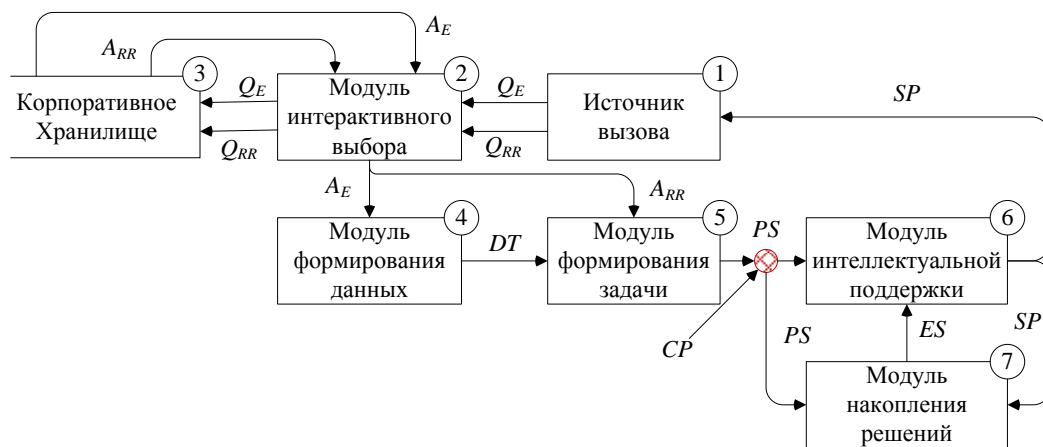 A_E
A_RR
3
2
1
Корпоративное
Хранилище
Q_E
Q_RR
Модуль
интерактивного
выбора
Q_E
Q_RR
Источник
вызова
SP
A_E
A_RR
4
5
6
Модуль
формирования
данных
DT
Модуль
формирования
задачи
PS
Модуль
интеллектуальной
поддержки
CP
PS
ES
SP
7
Модуль
накопления
решений